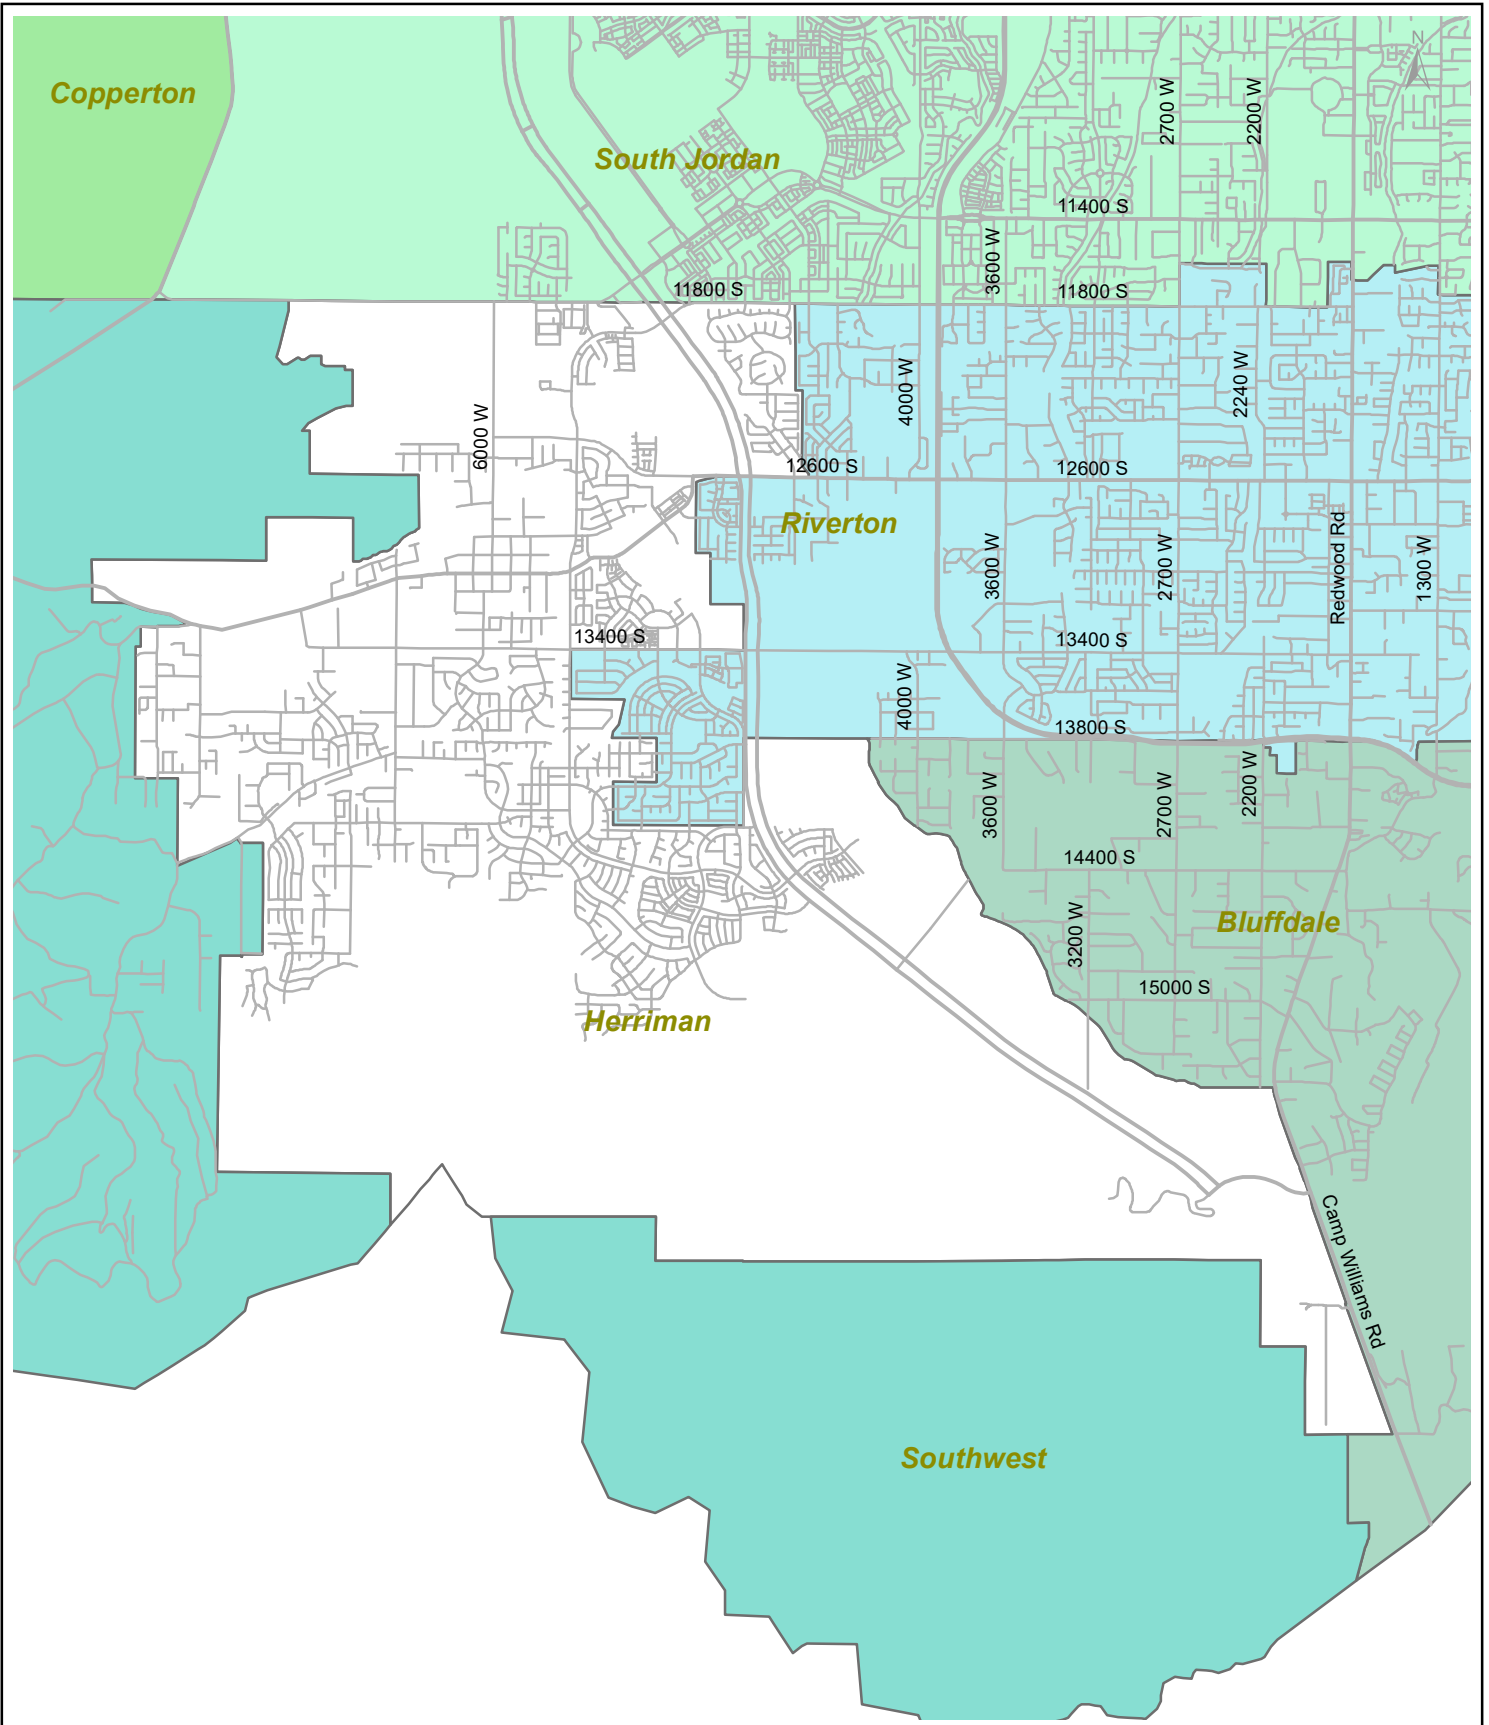 N
Copperton
South Jordan
2700 W
2200 W
11400 S
3600 W
11800 S
11800 S
4000 W
2240 W
6000 W
12600 S
12600 S
Riverton
3600 W
2700 W
Redwood Rd
1300 W
13400 S
13400 S
4000 W
13800 S
3600 W
2700 W
2200 W
14400 S
Bluffdale
3200 W
15000 S
Herriman
Camp Williams Rd
Southwest